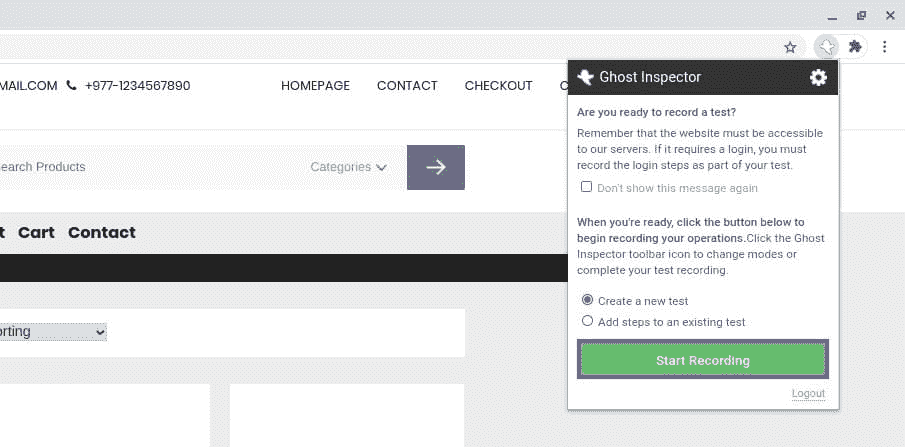 Ghost Inspector
MAIL.COM +977-1234567890 HOMEPAGE CONTACT CHECKOUT C
Are you ready to record a test?
Remember that the website must be accessible
to our servers. If it requires a login, you must
record the login steps as part of your test.
Don't show this message again
earch Products Categories
When you're ready, click the button below to
begin recording your operations.Click the Ghost
Inspector toolbar icon to change modes or
complete your test recording.
t Cart Contact
Create a new test
Add steps to an existing test
orting
Start Recording
Logout